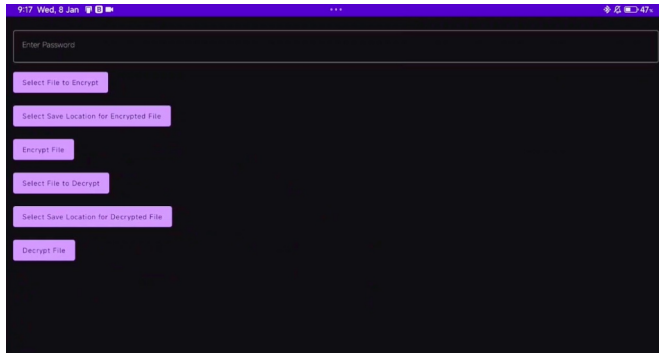 9:17 Wed, 8 Jan 47%
Enter Password
Select File to Encrypt
Select Save Location for Encrypted File
Encrypt File
Select File to Decrypt
Select Save Location for Decrypted File
Decrypt File